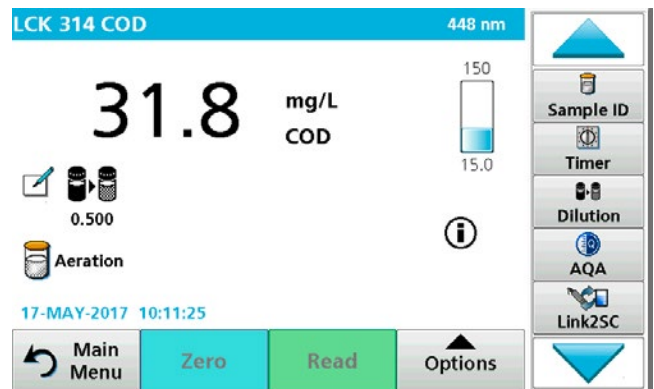 LCK 314 COD 448 nm
150
31.8 mg/L
COD
15.0
0.500
Aeration
17-MAY-2017 10:11:25
Main Menu
Zero
Read
Options
Sample ID
Timer
Dilution
AQA
Link2SC